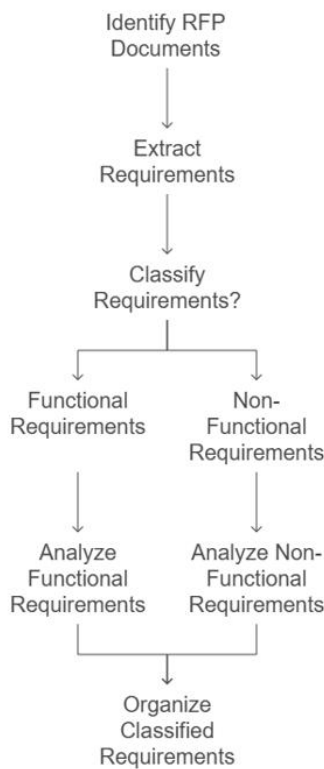 Identify RFP
Documents
Extract
Requirements
Classify
Requirements?
Functional
Requirements
Non-
Functional
Requirements
Analyze
Functional
Requirements
Analyze Non-
Functional
Requirements
Organize
Classified
Requirements